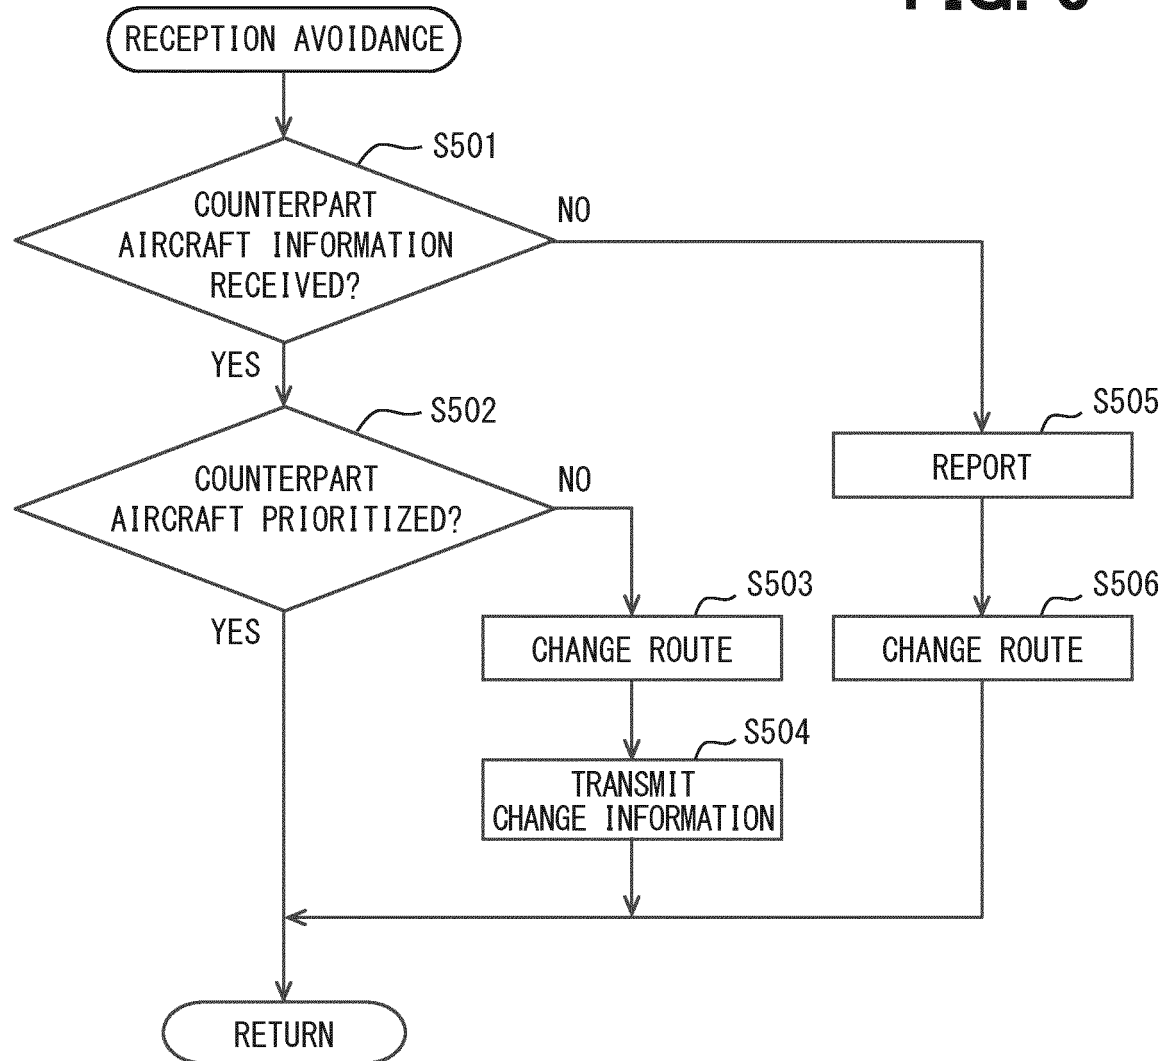 RECEPTION AVOIDANCE
S501
COUNTERPART
AIRCRAFT INFORMATION
RECEIVED?
NO
YES
S502
COUNTERPART
AIRCRAFT PRIORITIZED?
NO
YES
S503
CHANGE ROUTE
S504
TRANSMIT
CHANGE INFORMATION
S505
REPORT
S506
CHANGE ROUTE
RETURN